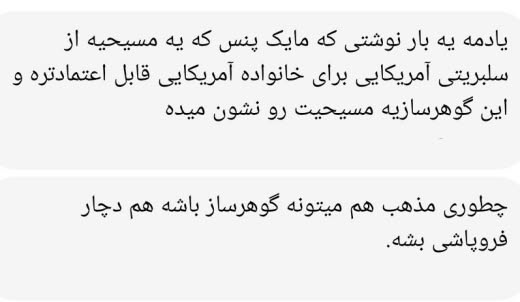 یادمه یه بار نوشتی که مایک پنس که یه مسیحیه از
سلبریتی آمریکایی برای خانواده آمریکایی قابل اعتمادتره و
این گوهرسازیه مسیحیت رو نشون میده
چطوری مذهب هم میتونه گوهرساز باشه هم دچار
فروپاشی بشه.